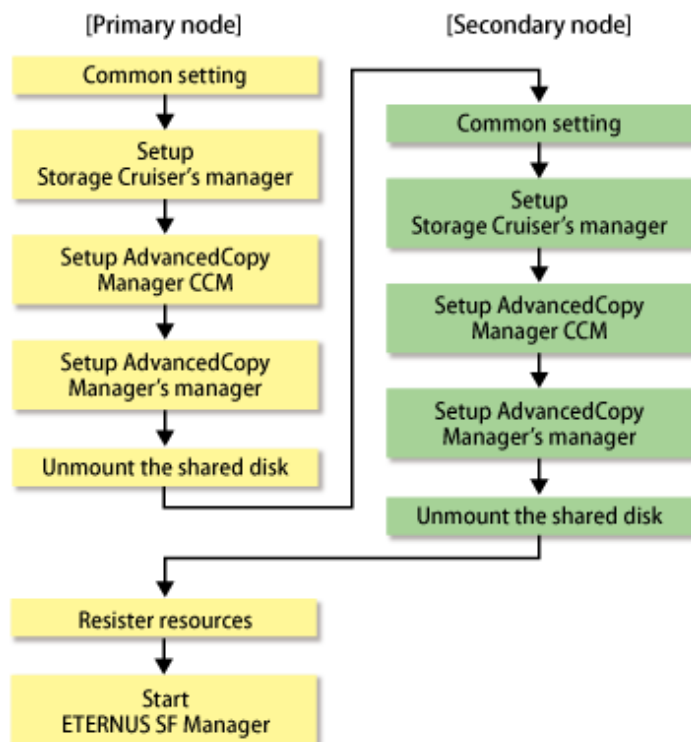 [Primary node]
Common setting
Setup
Storage Cruiser's manager
Setup AdvancedCopy
Manager CCM
Setup AdvancedCopy
Manager's manager
Unmount the shared disk
[Secondary node]
Common setting
Setup
Storage Cruiser's manager
Setup AdvancedCopy
Manager CCM
Setup AdvancedCopy
Manager's manager
Unmount the shared disk
Resister resources
Start
ETERNUS SF Manager